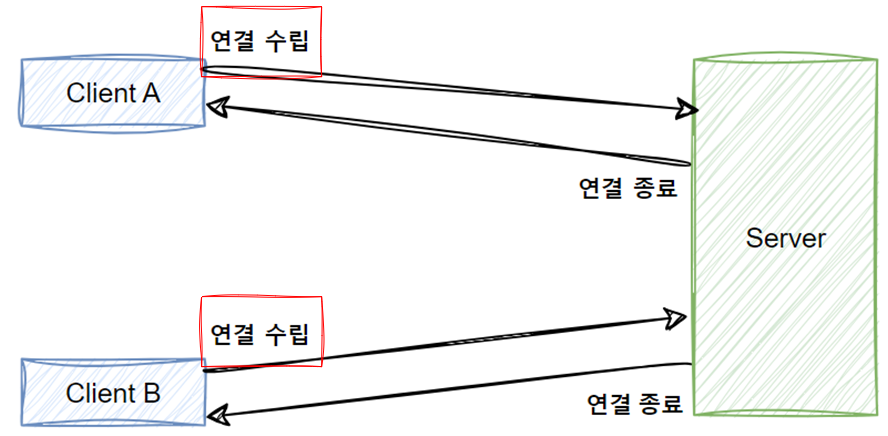 연결 수립
Client A
연결 종료
Server
연결 수립
Client B
연결 종료